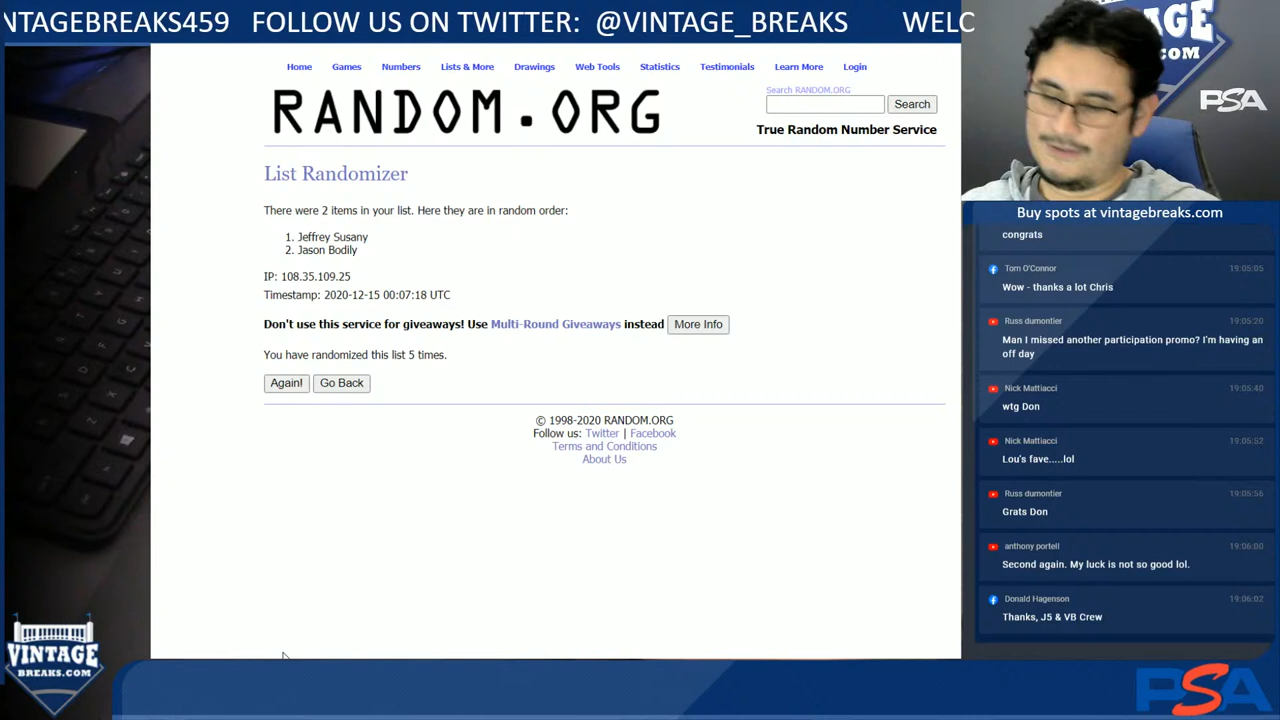 NTAGEBREAKS459 FOLLOW US ON TWITTER: @VINTAGE_BREAKS WELC
Home Games Numbers Lists & More Drawings Web Tools Statistics Testimonials Learn More Login
RANDOM.ORG
Search RANDOM.ORG
Search
True Random Number Service
List Randomizer
There were 2 items in your list. Here they are in random order:
1. Jeffrey Susany
2. Jason Bodily
IP: 108.35.109.25
Timestamp: 2020-12-15 00:07:18 UTC
Don't use this service for giveaways! Use Multi-Round Giveaways instead More Info
You have randomized this list 5 times.
Again! Go Back
© 1998-2020 RANDOM.ORG
Follow us: Twitter | Facebook
Terms and Conditions
About Us
VINTAGE
BREAKS.COM
GE
.COM
PSA
Buy spots at vintagebreaks.com
congrats
Tom O'Connor 19:05:05
Wow - thanks a lot Chris
Russ dumontier 19:05:20
Man I missed another participation promo? I'm having an
off day
Nick Mattiacci 19:05:40
wtg Don
Nick Mattiacci 19:05:52
Lou's fave.....lol
Russ dumontier 19:05:56
Grats Don
anthony portell 19:06:00
Second again. My luck is not so good lol.
Donald Hagenson 19:06:02
Thanks, J5 & VB Crew
PSA